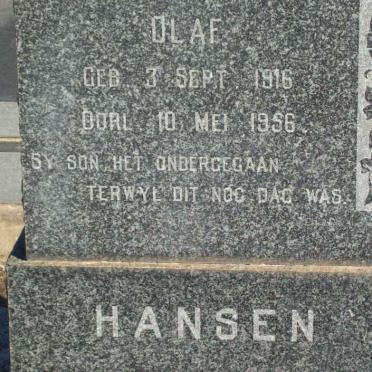 OLAF
GEB 3 SEPT 1916
OORL 10 MEI 1956
SY SON HET ONDERGEGAAN
TERWYL DIT NOG DAG WAS.
HANSEN